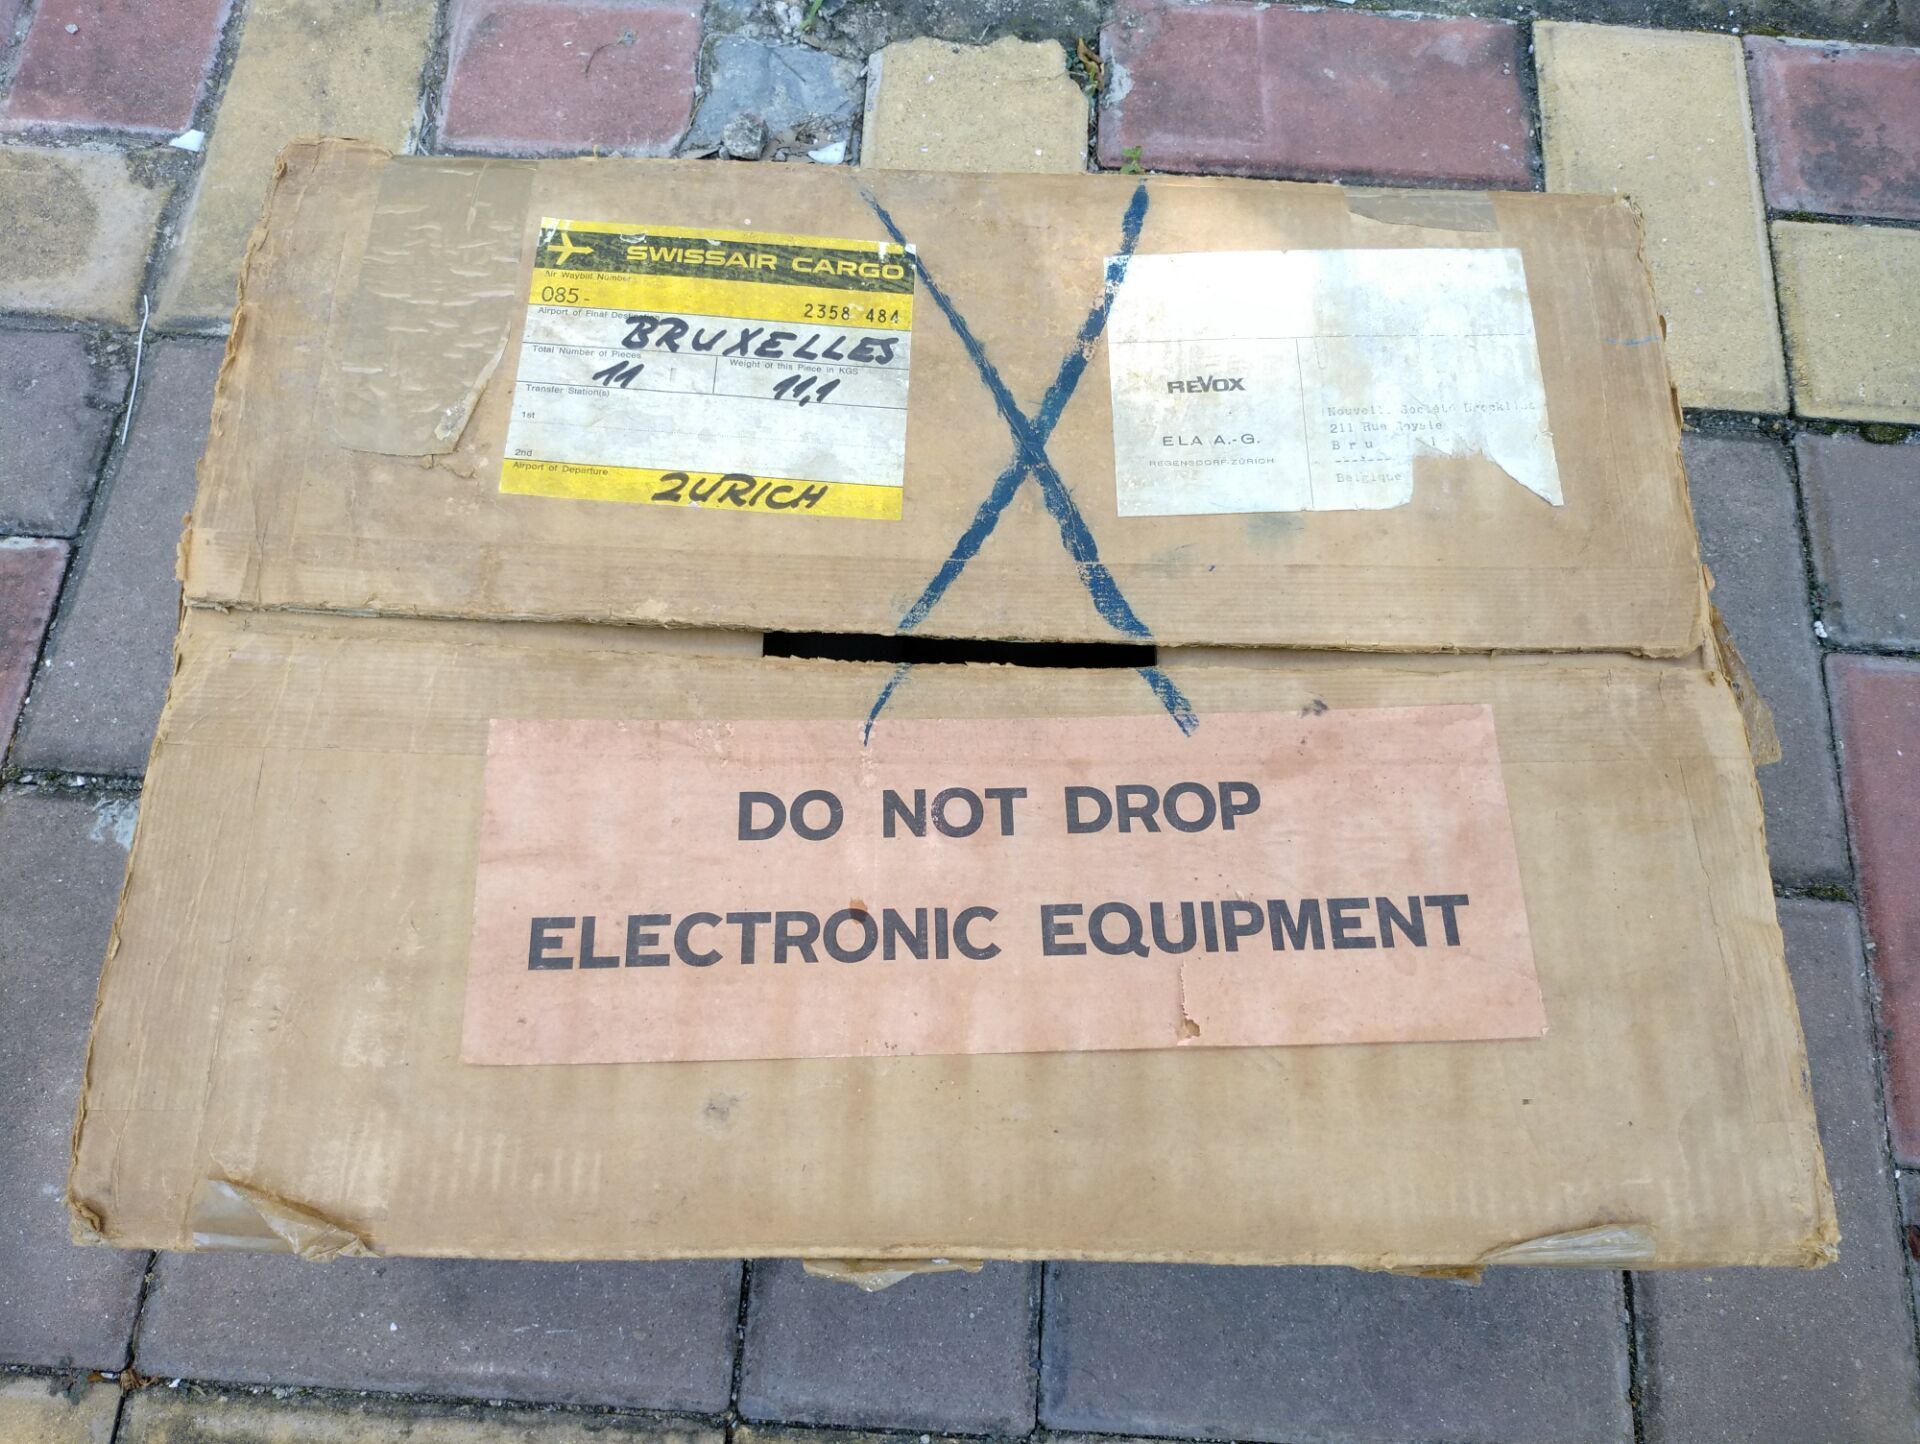 SWISSAIR CARGO
Air Waybill Number
085-
2358 484
Airport of Final Destination
BRUXELLES
Total Number of Pieces
11
Weight of this Piece in KGS
11,1
Transfer Station(s)
1st
2nd
Airport of Departure
ZURICH
REVOX
ELA A.-G.
REGENSDORF-ZÜRICH
Société
211 Rue
Belgique
DO NOT DROP
ELECTRONIC EQUIPMENT